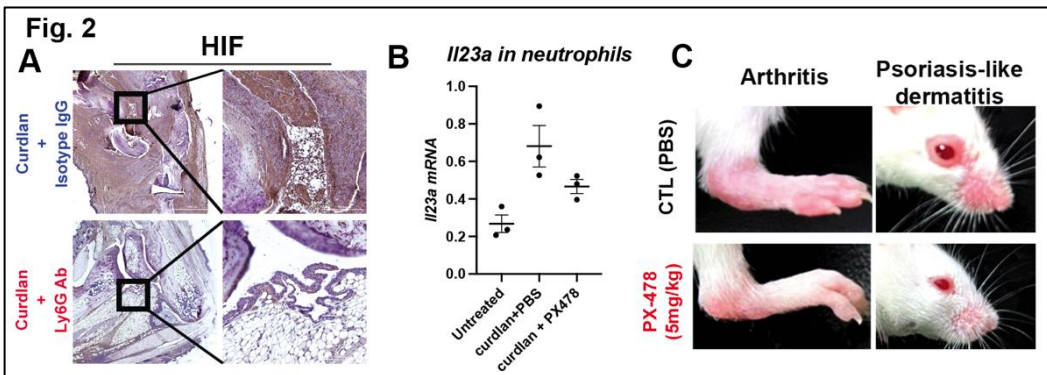 Fig. 2
A
HIF
Curdlan
+
Isotype IgG
Curdlan
+
Ly6G Ab
B
Il23a in neutrophils
Il23a mRNA
1.0
0.8
0.6
0.4
0.2
0.0
Untreated
curdlan+PBS
curdlan + PX478
C
Arthritis
Psoriasis-like
dermatitis
CTL (PBS)
PX-478
(5mg/kg)